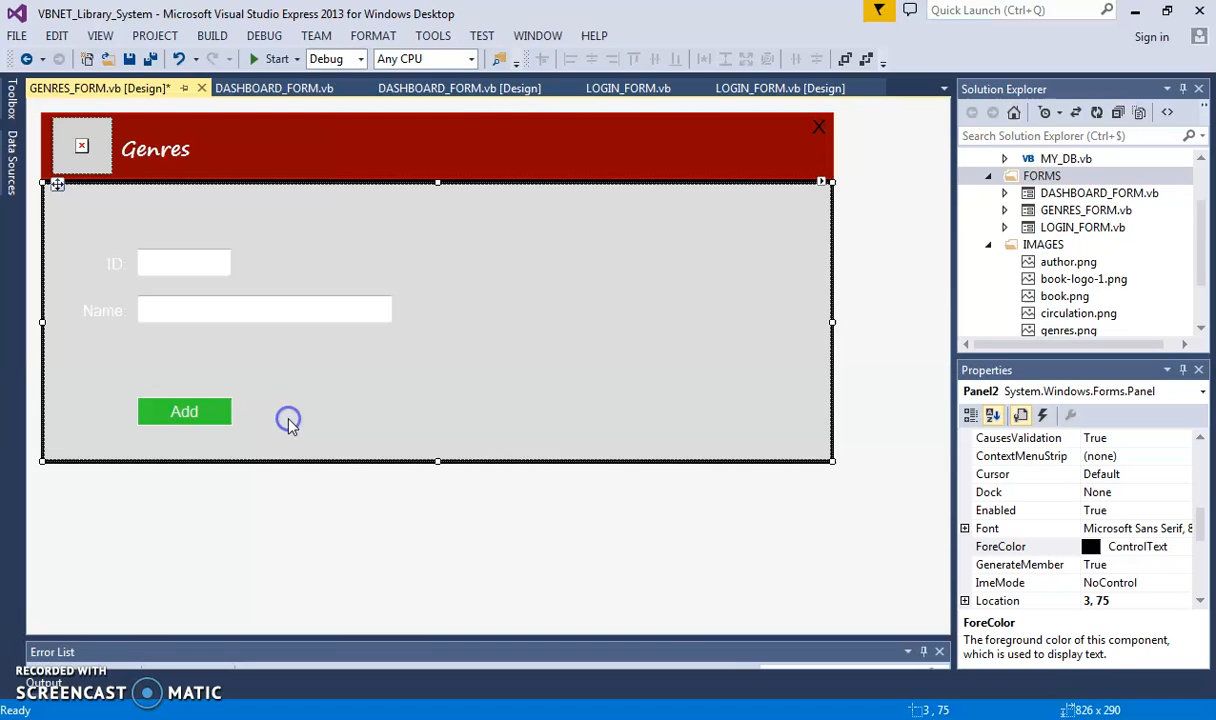 VBNET_Library_System - Microsoft Visual Studio Express 2013 for Windows Desktop
Quick Launch (Ctrl+Q)
FILE EDIT VIEW PROJECT BUILD DEBUG TEAM FORMAT TOOLS TEST WINDOW HELP
Sign in
Start Debug Any CPU
Toolbox
Data Sources
GENRES_FORM.vb [Design]* DASHBOARD_FORM.vb DASHBOARD_FORM.vb [Design] LOGIN_FORM.vb LOGIN_FORM.vb [Design]
Genres
X
ID:
Name:
Add
Solution Explorer
Search Solution Explorer (Ctrl+$)
MY_DB.vb
FORMS
DASHBOARD_FORM.vb
GENRES_FORM.vb
LOGIN_FORM.vb
IMAGES
author.png
book-logo-1.png
book.png
circulation.png
genres.png
Properties
Panel2 System.Windows.Forms.Panel
CausesValidation True
ContextMenuStrip (none)
Cursor Default
Dock None
Enabled True
Font Microsoft Sans Serif, 8
ForeColor ControlText
GenerateMember True
ImeMode NoControl
Location 3, 75
ForeColor
The foreground color of this component, which is used to display text.
Error List
Output
RECORDED WITH
SCREENCAST MATIC
Ready
3 , 75
826 x 290